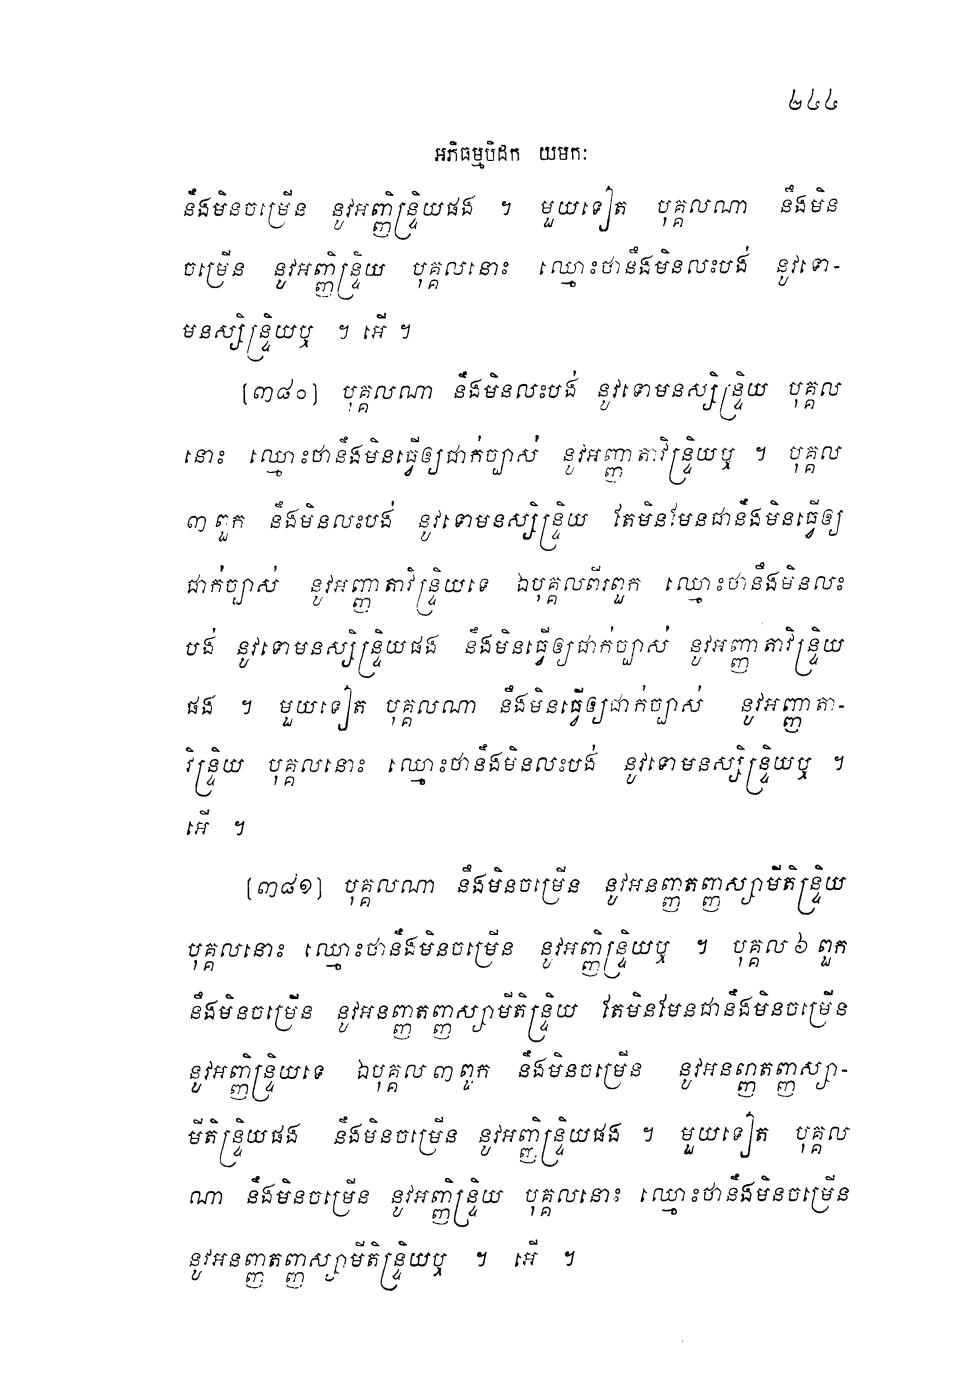 ២៤៤
អភិធម្មបិដក យមកៈ
នឹងមិនចម្រើន នូវអញ្ញិន្ទ្រិយផង ។ មួយទៀត បុគ្គលណា នឹងមិន
ចម្រើន នូវអញ្ញិន្ទ្រិយ បុគ្គលនោះ ឈ្មោះថានឹងមិនលះបង់ នូវទោ-
មនស្សិន្ទ្រិយឬ ។ អើ ។
(៣៨០) បុគ្គលណា នឹងមិនលះបង់ នូវទោមនស្សិន្ទ្រិយ បុគ្គល
នោះ ឈ្មោះថានឹងមិនធ្វើឲ្យជាក់ច្បាស់ នូវអញ្ញាតាវិន្ទ្រិយឬ ។ បុគ្គល
៣ ពួក នឹងមិនលះបង់ នូវទោមនស្សិន្ទ្រិយ តែមិនមែនជានឹងមិនធ្វើឲ្យ
ជាក់ច្បាស់ នូវអញ្ញាតាវិន្ទ្រិយទេ ឯបុគ្គលពីរពួក ឈ្មោះថានឹងមិនលះ
បង់ នូវទោមនស្សិន្ទ្រិយផង នឹងមិនធ្វើឲ្យជាក់ច្បាស់ នូវអញ្ញាតាវិន្ទ្រិយ
ផង ។ មួយទៀត បុគ្គលណា នឹងមិនធ្វើឲ្យជាក់ច្បាស់ នូវអញ្ញាតា-
វិន្ទ្រិយ បុគ្គលនោះ ឈ្មោះថានឹងមិនលះបង់ នូវទោមនស្សិន្ទ្រិយឬ ។
អើ ។
(៣៨១) បុគ្គលណា នឹងមិនចម្រើន នូវអនញ្ញាតញ្ញាស្សាមីតិន្ទ្រិយ
បុគ្គលនោះ ឈ្មោះថានឹងមិនចម្រើន នូវអញ្ញិន្ទ្រិយឬ ។ បុគ្គល ៦ ពួក
នឹងមិនចម្រើន នូវអនញ្ញាតញ្ញាស្សាមីតិន្ទ្រិយ តែមិនមែនជានឹងមិនចម្រើន
នូវអញ្ញិន្ទ្រិយទេ ឯបុគ្គល ៣ ពួក នឹងមិនចម្រើន នូវអនញ្ញាតញ្ញាស្សា-
មីតិន្ទ្រិយផង នឹងមិនចម្រើន នូវអញ្ញិន្ទ្រិយផង ។ មួយទៀត បុគ្គល
ណា នឹងមិនចម្រើន នូវអញ្ញិន្ទ្រិយ បុគ្គលនោះ ឈ្មោះថានឹងមិនចម្រើន
នូវអនញ្ញាតញ្ញាស្សាមីតិន្ទ្រិយឬ ។ អើ ។